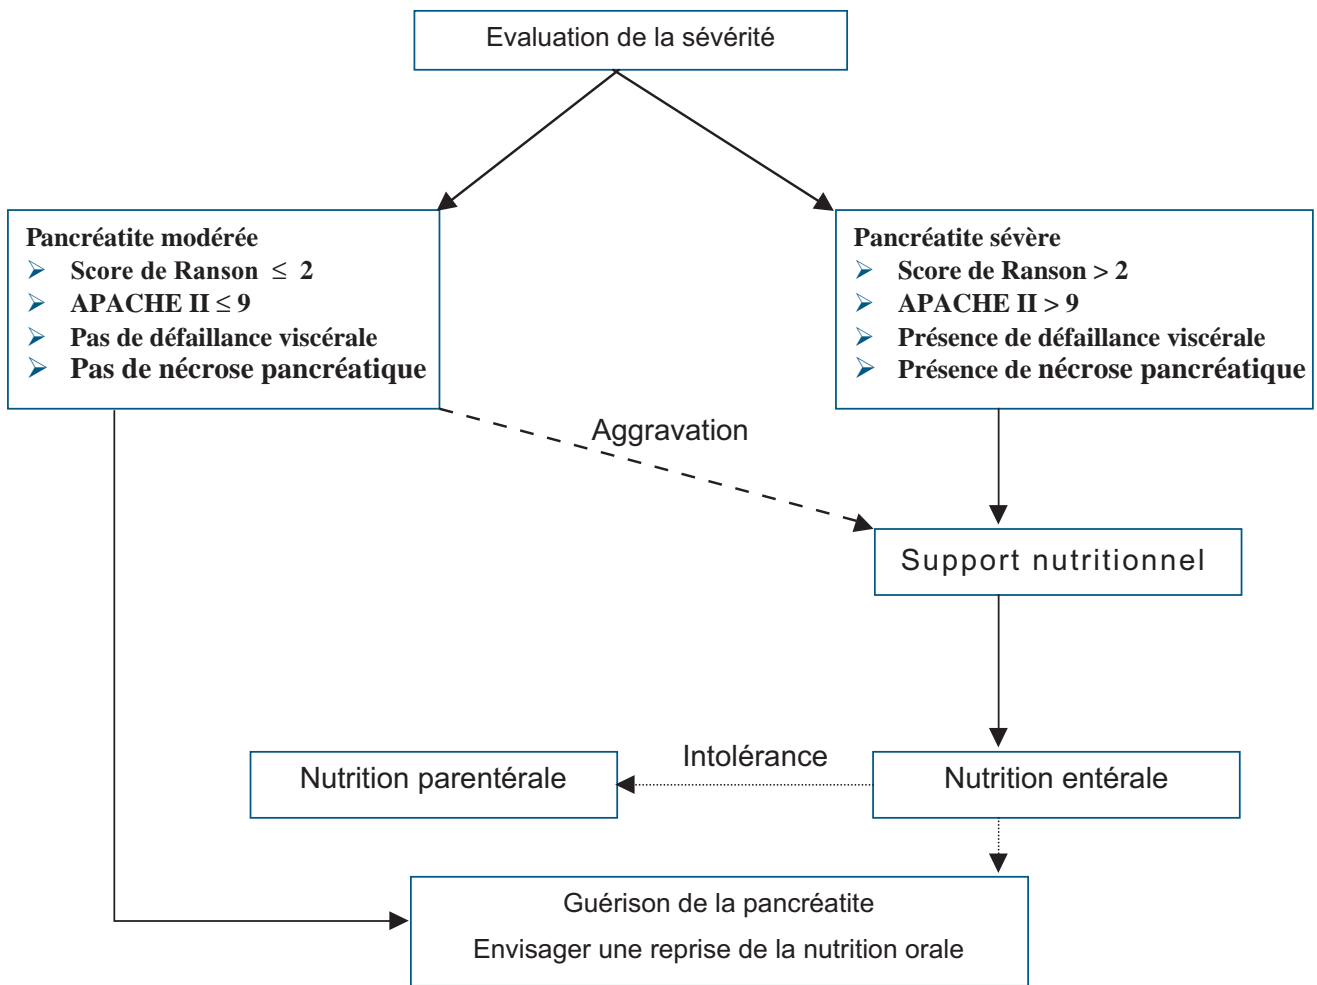 Evaluation de la sévérité
Pancréatite modérée
➢ Score de Ranson ≤ 2
➢ APACHE II ≤ 9
➢ Pas de défaillance viscérale
➢ Pas de nécrose pancréatique
Pancréatite sévère
➢ Score de Ranson > 2
➢ APACHE II > 9
➢ Présence de défaillance viscérale
➢ Présence de nécrose pancréatique
Aggravation
Support nutritionnel
Nutrition parentérale
Intolérance
Nutrition entérale
Guérison de la pancréatite
Envisager une reprise de la nutrition orale